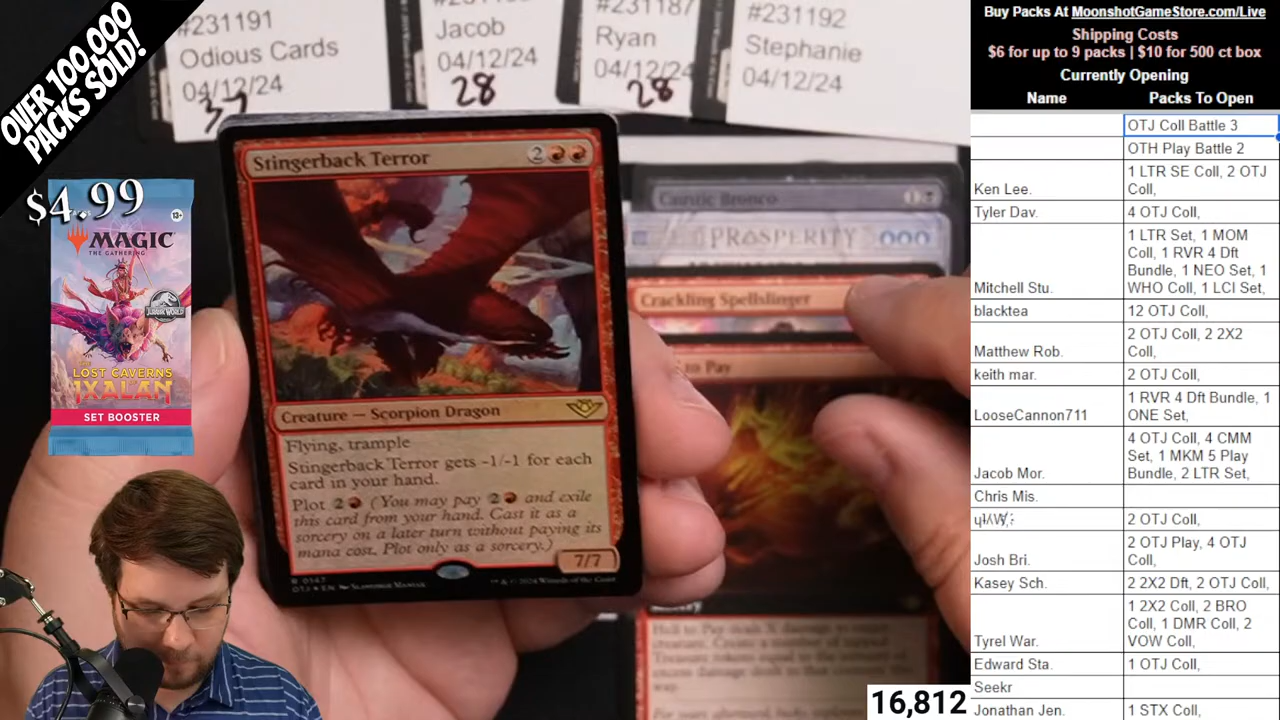 OVER 100,000
PACKS SOLD!
#231191
Odious Cards
04/12/24
37
Jacob
04/12/24
28
#231187
Ryan
04/12/24
28
#231192
Stephanie
04/12/24
$4.99
13+
MAGIC
THE GATHERING
JURASSIC WORLD
LOST CAVERNS
IXALAN
SET BOOSTER
Stingerback Terror 2
Creature — Scorpion Dragon
Flying, trample
Stingerback Terror gets -1/-1 for each
card in your hand.
Plot 2 (You may pay 2 and exile
this card from your hand. Cast it as a
sorcery on a later turn without paying its
mana cost. Plot only as a sorcery.)
7/7
R 0147
OTJ EN
Caustic Bronco 1
PROSPERITY
Crackling Spellslinger
to Pay
16,812
Buy Packs At MoonshotGameStore.com/Live
Shipping Costs
$6 for up to 9 packs | $10 for 500 ct box
Currently Opening
Name Packs To Open
OTJ Coll Battle 3
OTH Play Battle 2
1 LTR SE Coll, 2 OTJ
Ken Lee. Coll,
Tyler Dav. 4 OTJ Coll,
1 LTR Set, 1 MOM
Coll, 1 RVR 4 Dft
Bundle, 1 NEO Set, 1
Mitchell Stu. WHO Coll, 1 LCI Set,
blacktea 12 OTJ Coll,
2 OTJ Coll, 2 2X2
Matthew Rob. Coll,
keith mar. 2 OTJ Coll,
1 RVR 4 Dft Bundle, 1
LooseCannon711 ONE Set,
4 OTJ Coll, 4 CMM
Set, 1 MKM 5 Play
Jacob Mor. Bundle, 2 LTR Set,
Chris Mis.
2 OTJ Coll,
2 OTJ Play, 4 OTJ
Josh Bri. Coll,
Kasey Sch. 2 2X2 Dft, 2 OTJ Coll,
1 2X2 Coll, 2 BRO
Coll, 1 DMR Coll, 2
Tyrel War. VOW Coll,
Edward Sta. 1 OTJ Coll,
Seekr
Jonathan Jen. 1 STX Coll,